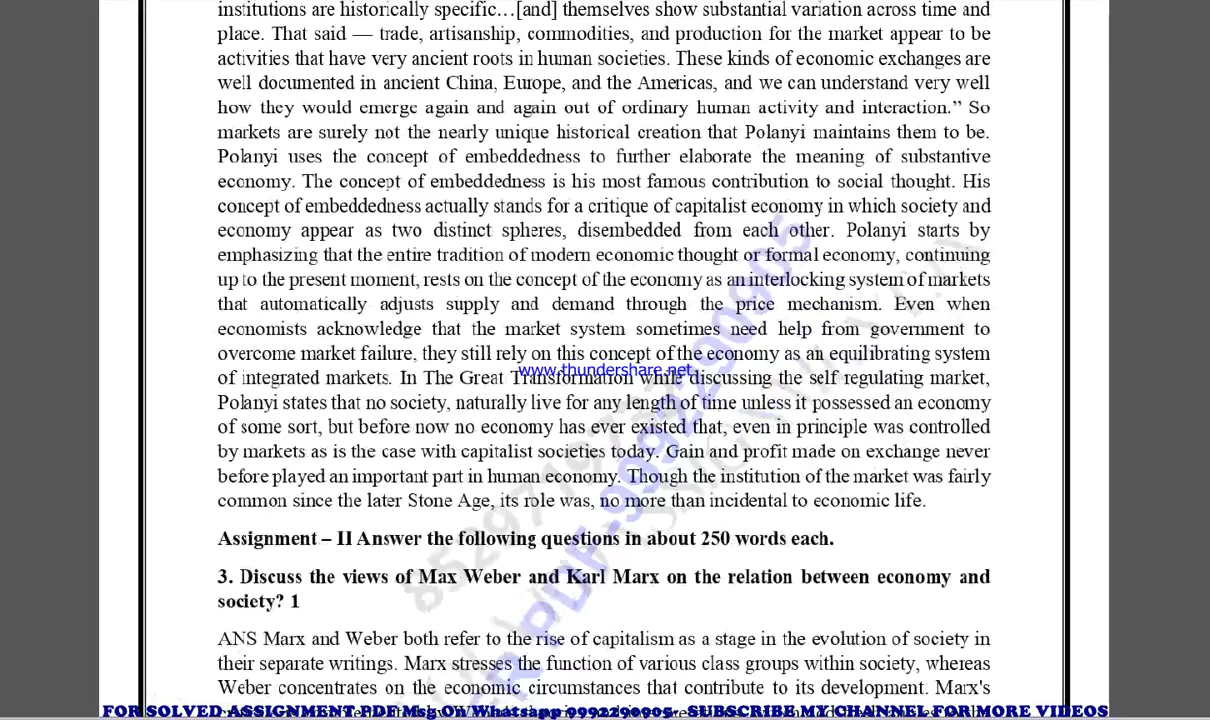 institutions are historically specific…[and] themselves show substantial variation across time and
place. That said — trade, artisanship, commodities, and production for the market appear to be
activities that have very ancient roots in human societies. These kinds of economic exchanges are
well documented in ancient China, Europe, and the Americas, and we can understand very well
how they would emerge again and again out of ordinary human activity and interaction.” So
markets are surely not the nearly unique historical creation that Polanyi maintains them to be.
Polanyi uses the concept of embeddedness to further elaborate the meaning of substantive
economy. The concept of embeddedness is his most famous contribution to social thought. His
concept of embeddedness actually stands for a critique of capitalist economy in which society and
economy appear as two distinct spheres, disembedded from each other. Polanyi starts by
emphasizing that the entire tradition of modern economic thought or formal economy, continuing
up to the present moment, rests on the concept of the economy as an interlocking system of markets
that automatically adjusts supply and demand through the price mechanism. Even when
economists acknowledge that the market system sometimes need help from government to
overcome market failure, they still rely on this concept of the economy as an equilibrating system
www.thundershare.net
of integrated markets. In The Great Transformation while discussing the self regulating market,
Polanyi states that no society, naturally live for any length of time unless it possessed an economy
of some sort, but before now no economy has ever existed that, even in principle was controlled
by markets as is the case with capitalist societies today. Gain and profit made on exchange never
before played an important part in human economy. Though the institution of the market was fairly
common since the later Stone Age, its role was, no more than incidental to economic life.
Assignment – II Answer the following questions in about 250 words each.
3. Discuss the views of Max Weber and Karl Marx on the relation between economy and
society? 1
ANS Marx and Weber both refer to the rise of capitalism as a stage in the evolution of society in
their separate writings. Marx stresses the function of various class groups within society, whereas
Weber concentrates on the economic circumstances that contribute to its development. Marx's
FOR SOLVED ASSIGNMENT PDF Msg On Whatsapp 9992290905- SUBSCRIBE MY CHANNEL FOR MORE VIDEOS